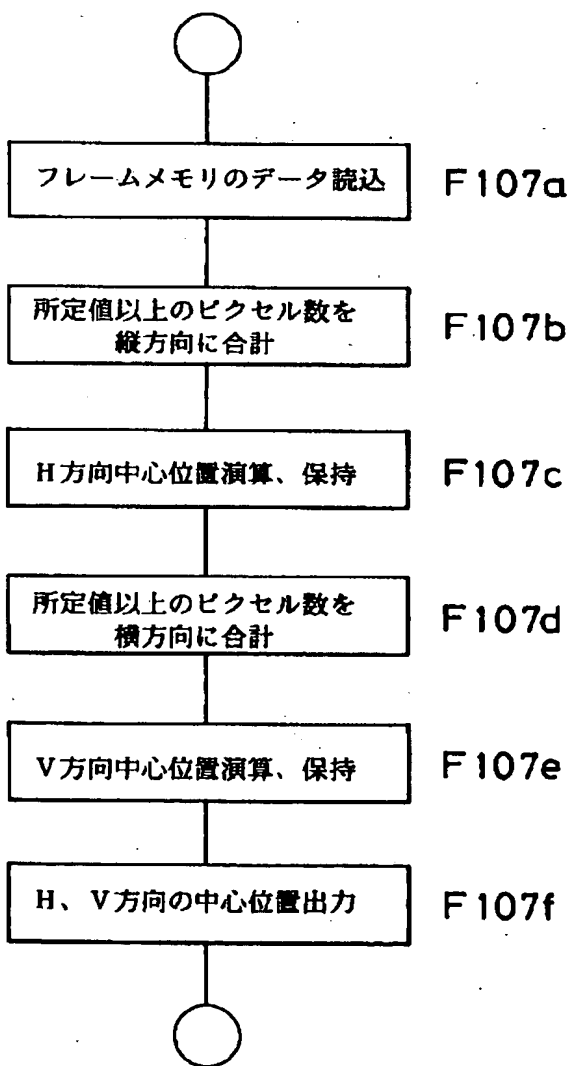 フレームメモリのデータ読込 F107a
所定値以上のピクセル数を
縦方向に合計 F107b
H方向中心位置演算、保持 F107c
所定値以上のピクセル数を
横方向に合計 F107d
V方向中心位置演算、保持 F107e
H、V方向の中心位置出力 F107f